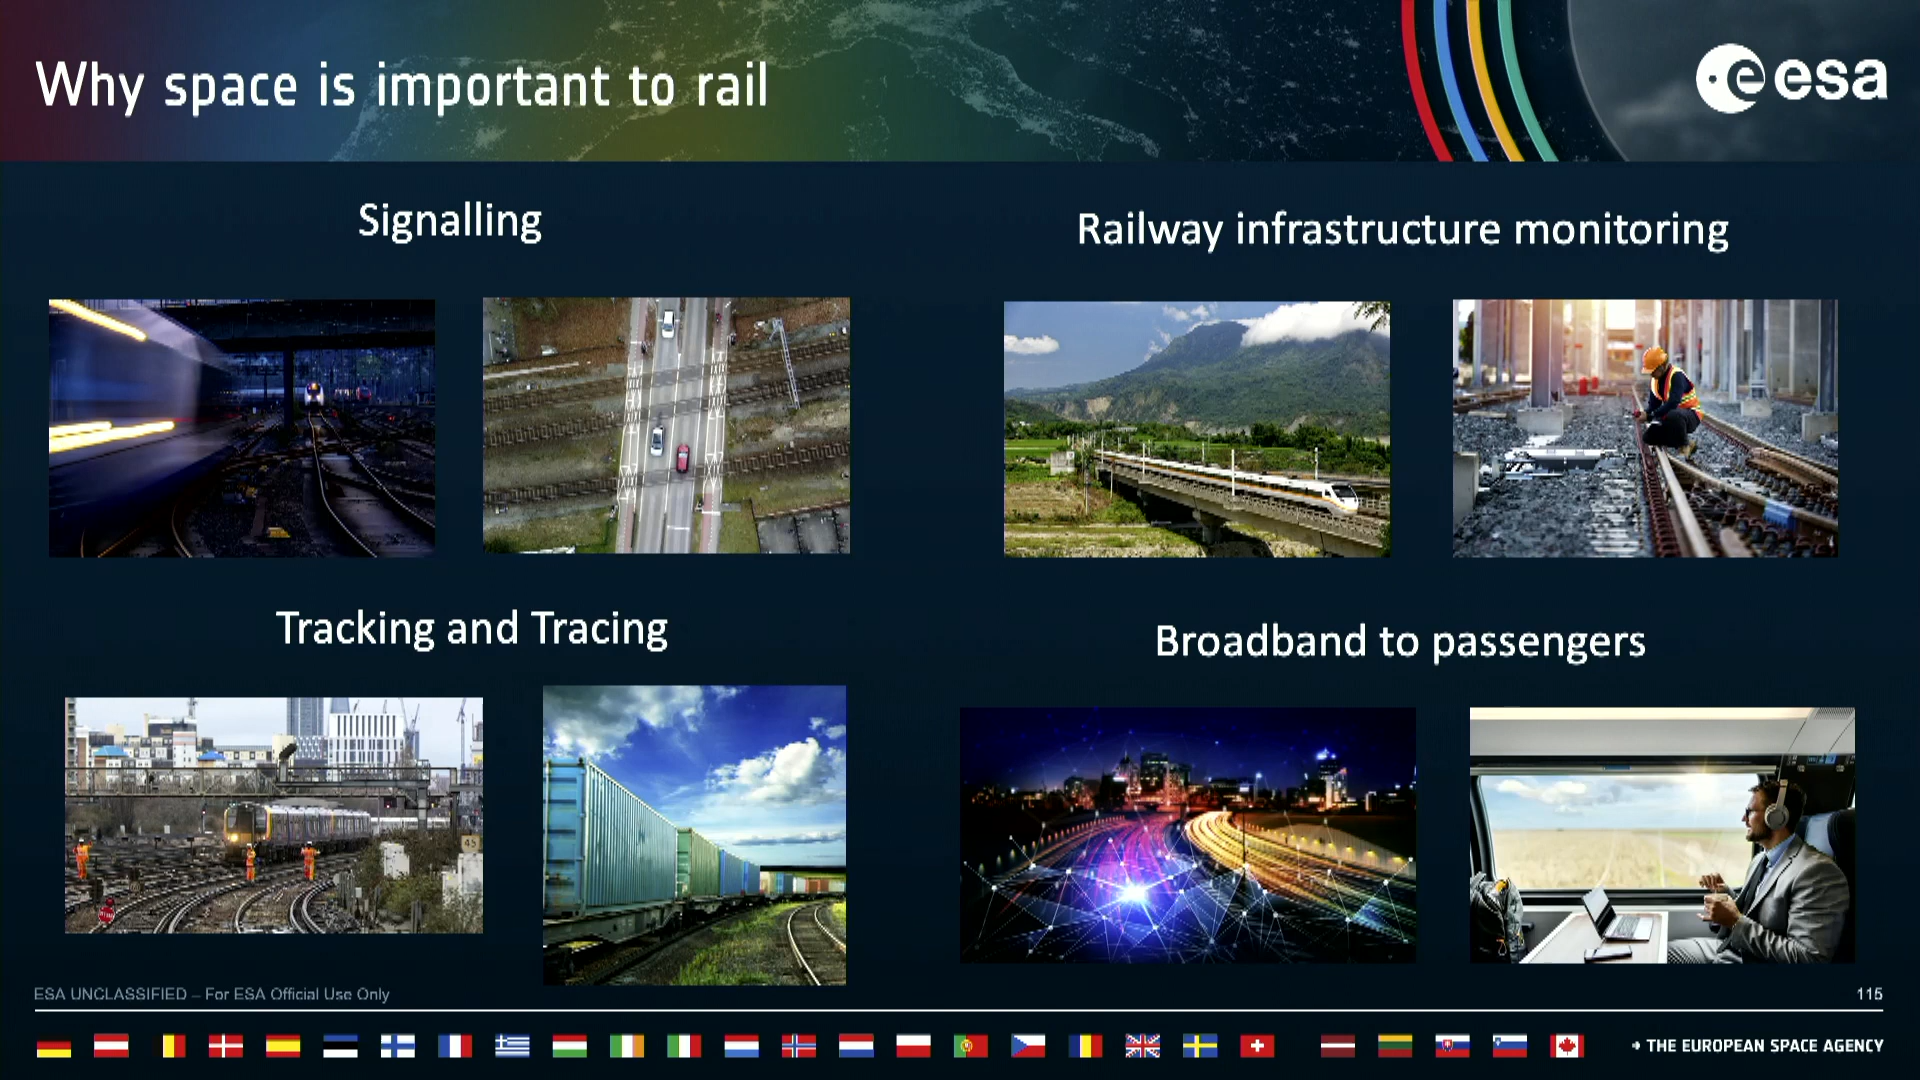 Why space is important to rail
esa
Signalling
Railway infrastructure monitoring
Tracking and Tracing
Broadband to passengers
45
ESA UNCLASSIFIED – For ESA Official Use Only
115
THE EUROPEAN SPACE AGENCY